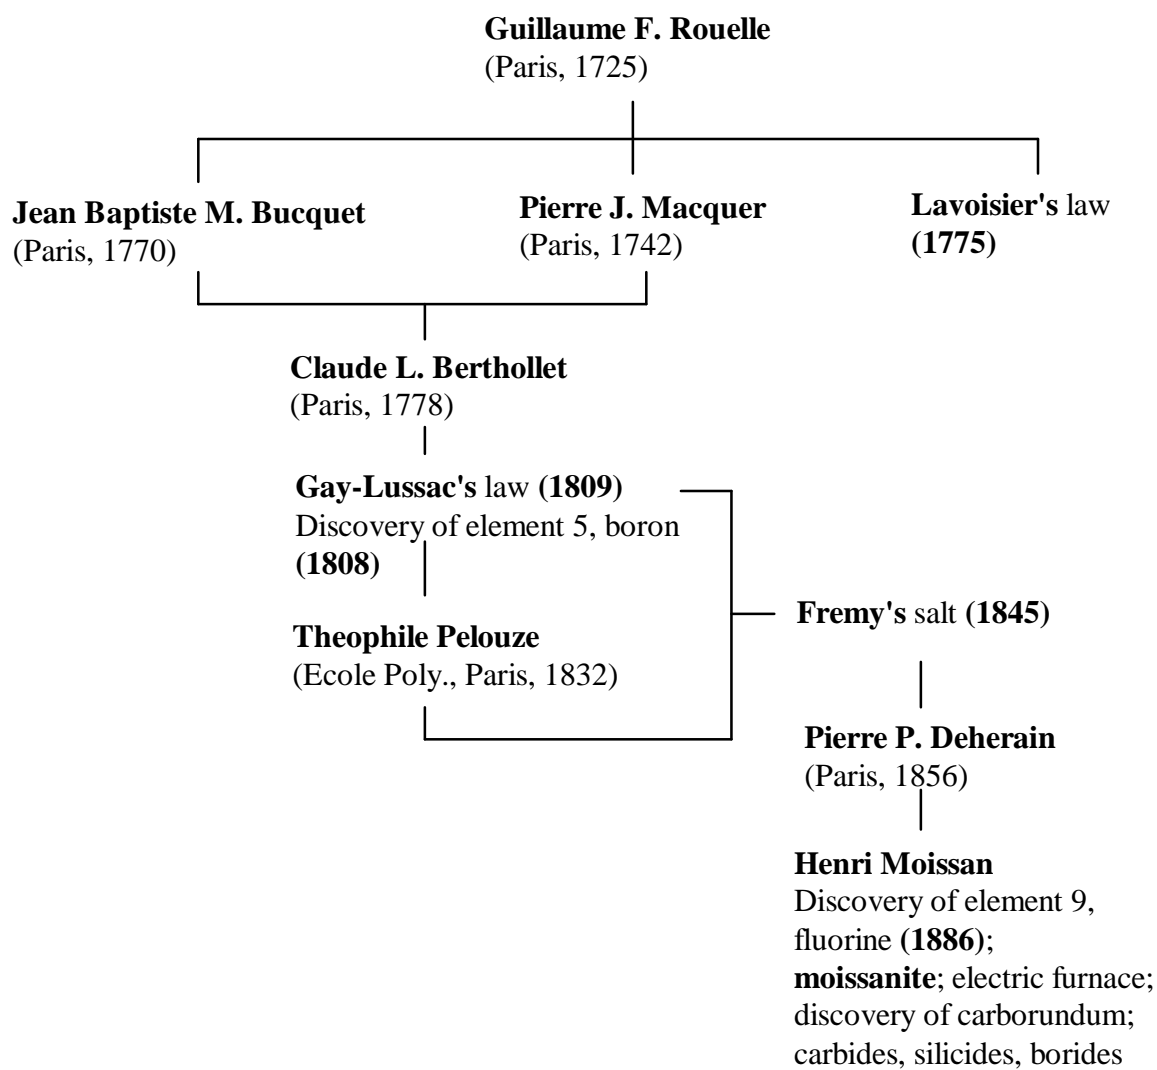 Guillaume F. Rouelle
(Paris, 1725)
Jean Baptiste M. Bucquet
(Paris, 1770)
Pierre J. Macquer
(Paris, 1742)
Lavoisier's law
(1775)
Claude L. Berthollet
(Paris, 1778)
Gay-Lussac's law (1809)
Discovery of element 5, boron
(1808)
Theophile Pelouze
(Ecole Poly., Paris, 1832)
Fremy's salt (1845)
Pierre P. Deherain
(Paris, 1856)
Henri Moissan
Discovery of element 9,
fluorine (1886);
moissanite; electric furnace;
discovery of carborundum;
carbides, silicides, borides